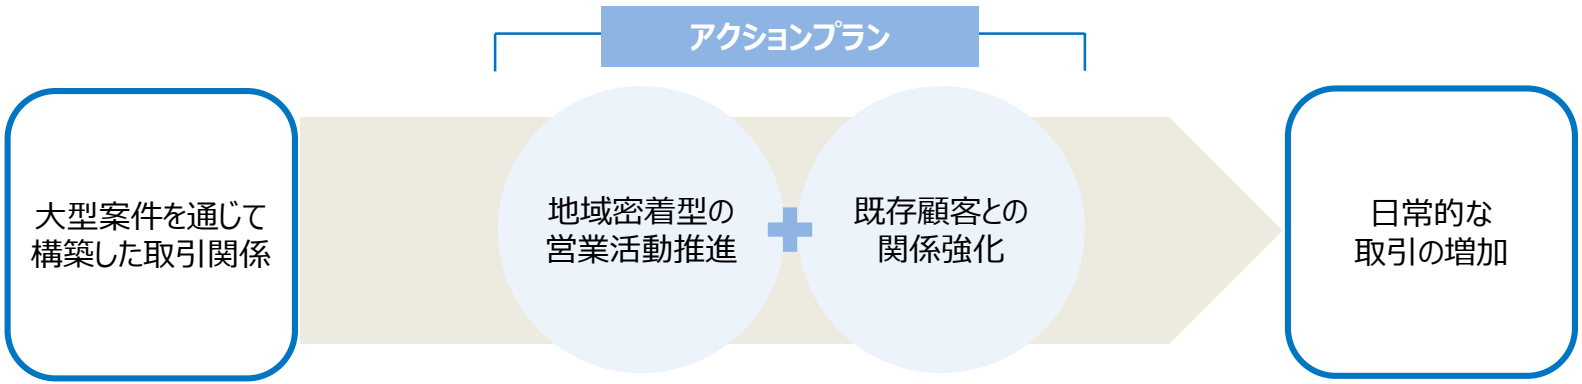 アクションプラン
大型案件を通じて
構築した取引関係
地域密着型の
営業活動推進
既存顧客との
関係強化
日常的な
取引の増加